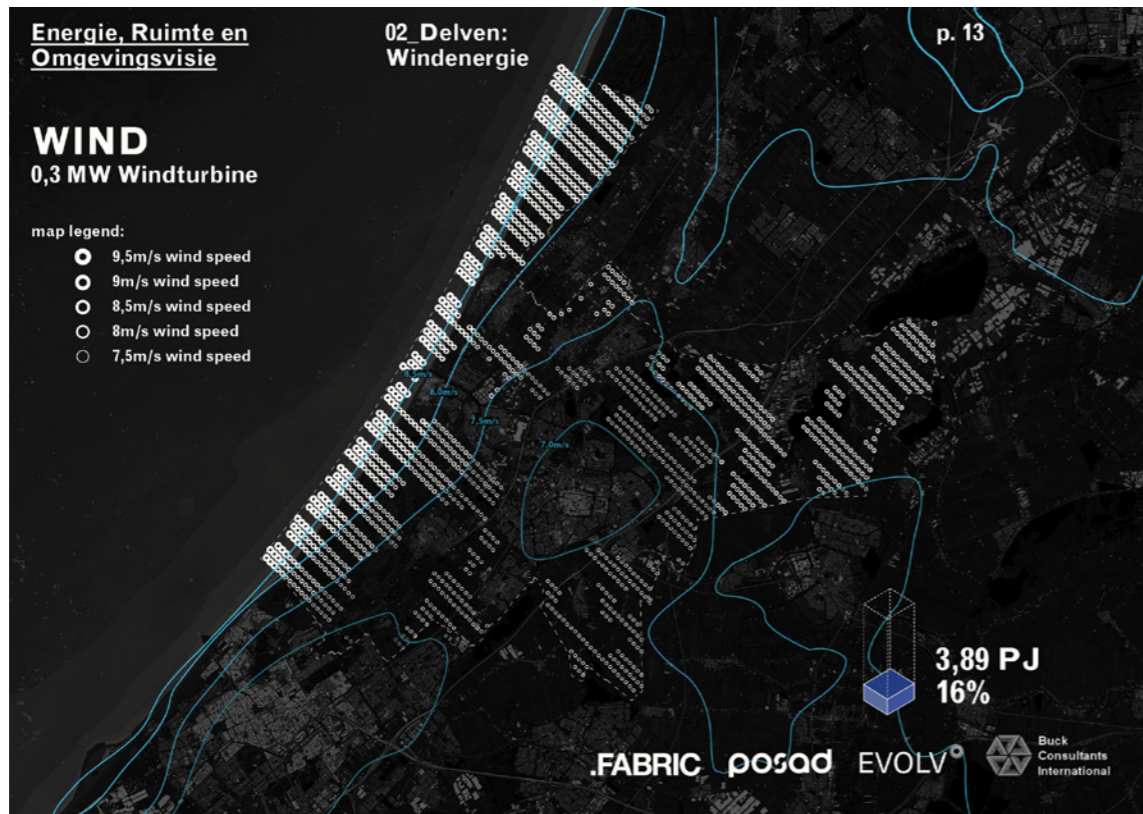 Energie, Ruimte en
Omgevingsvisie
02_Delven:
Windenergie
p. 13
WIND
0,3 MW Windturbine
map legend:
9,5m/s wind speed
9m/s wind speed
8,5m/s wind speed
8m/s wind speed
7,5m/s wind speed
8,5m/s
8,0m/s
7,5m/s
7,0m/s
3,89 PJ
16%
.FABRIC
posad
EVOLV
Buck
Consultants
International